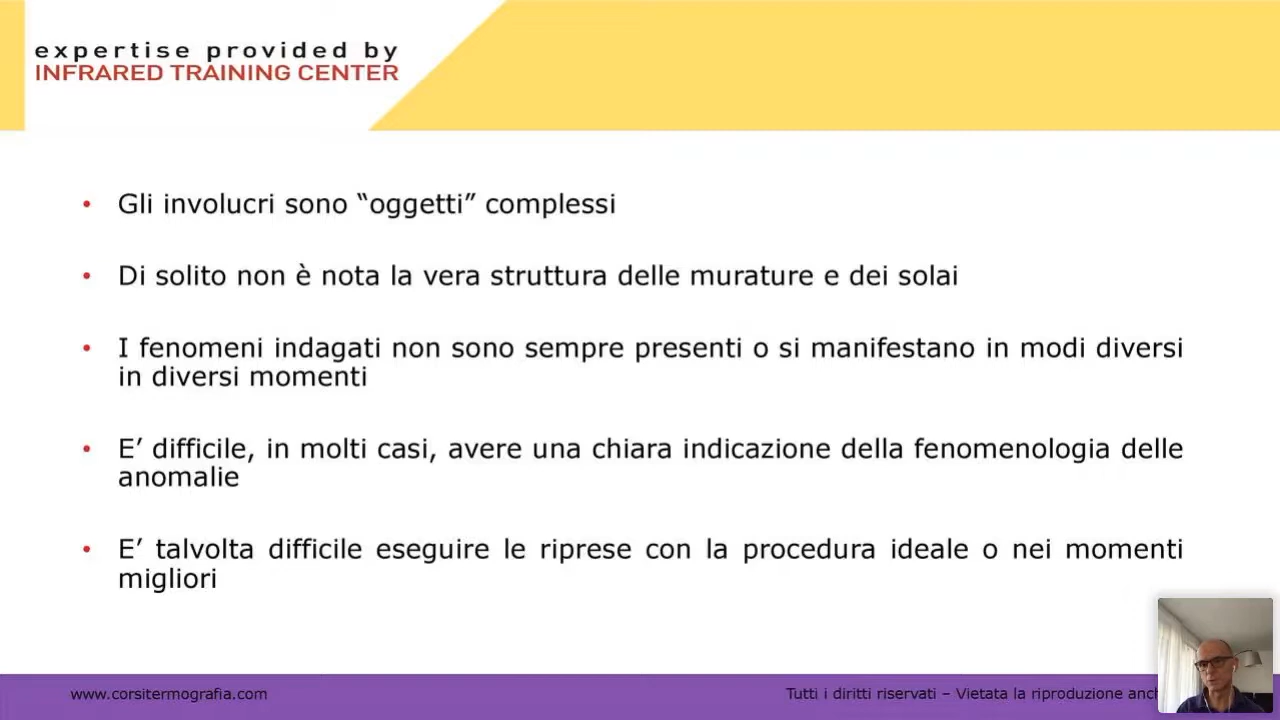 expertise provided by
INFRARED TRAINING CENTER
• Gli involucri sono “oggetti” complessi
• Di solito non è nota la vera struttura delle murature e dei solai
• I fenomeni indagati non sono sempre presenti o si manifestano in modi diversi
in diversi momenti
• E’ difficile, in molti casi, avere una chiara indicazione della fenomenologia delle
anomalie
• E’ talvolta difficile eseguire le riprese con la procedura ideale o nei momenti
migliori
www.corsitermografia.com
Tutti i diritti riservati – Vietata la riproduzione